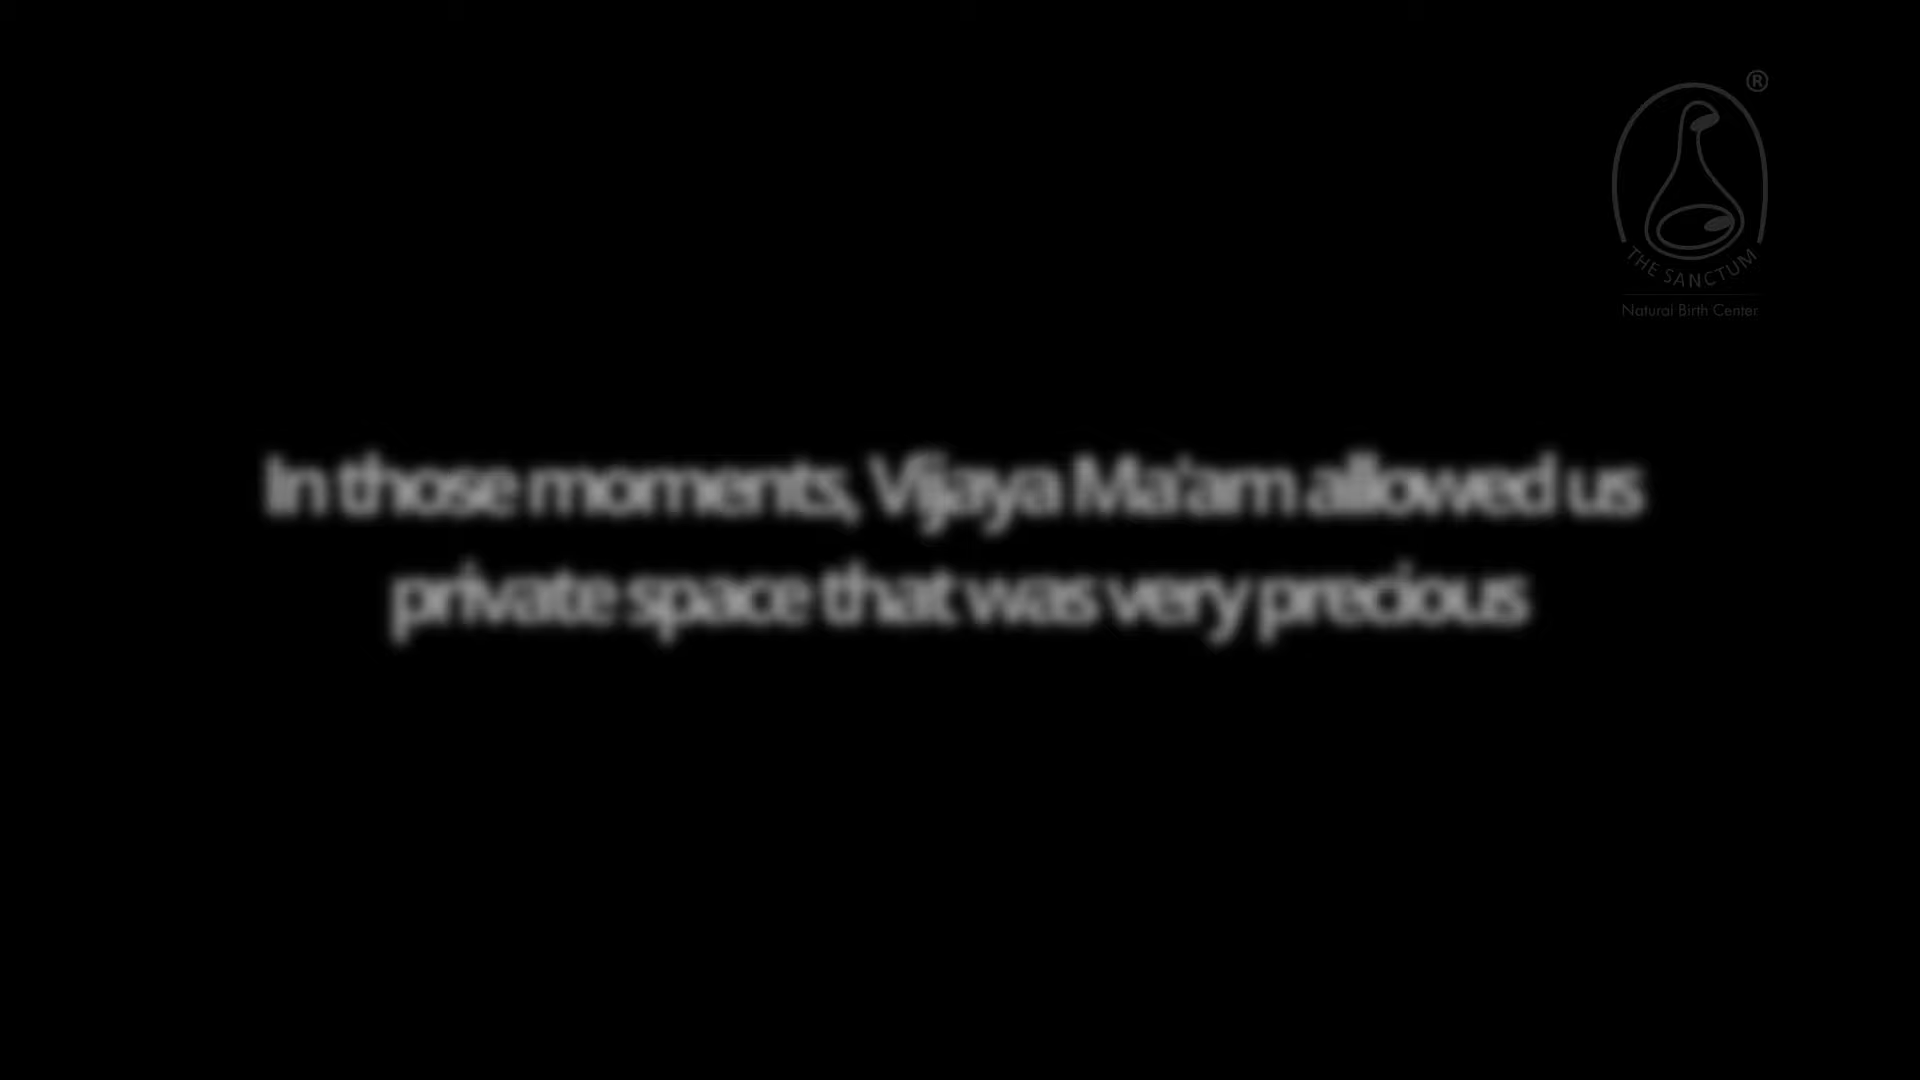 ®
THE SANCTUM
Natural Birth Center
In those moments, Vijaya Ma'am allowed us
private space that was very precious